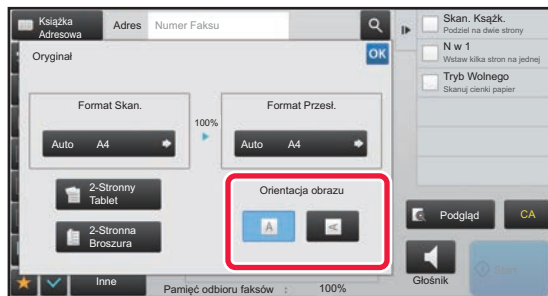 Książka
Adresowa
Adres
Numer Faksu
Skan. Książk.
Podziel na dwie strony
N w 1
Wstaw kilka stron na jednej
Tryb Wolnego
Skanuj cienki papier
Oryginał
OK
Format Skan.
100%
Format Przesł.
Auto A4
Auto A4
2-Stronny
Tablet
2-Stronna
Broszura
Orientacja obrazu
A
A
Podgląd
CA
Inne
Pamięć odbioru faksów : 100%
Głośnik
Start